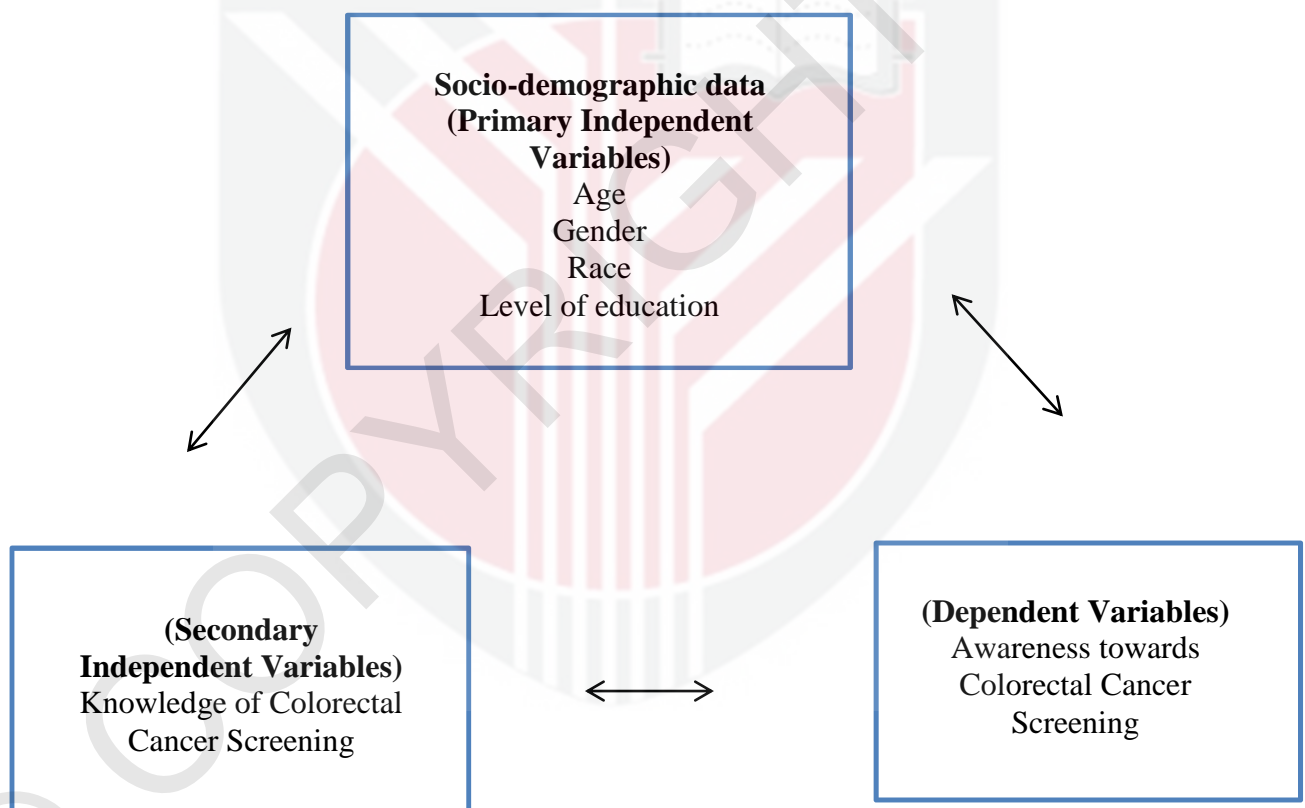 Socio-demographic data
(Primary Independent
Variables)
Age
Gender
Race
Level of education
(Secondary
Independent Variables)
Knowledge of Colorectal
Cancer Screening
(Dependent Variables)
Awareness towards
Colorectal Cancer
Screening
COPYRIGHT